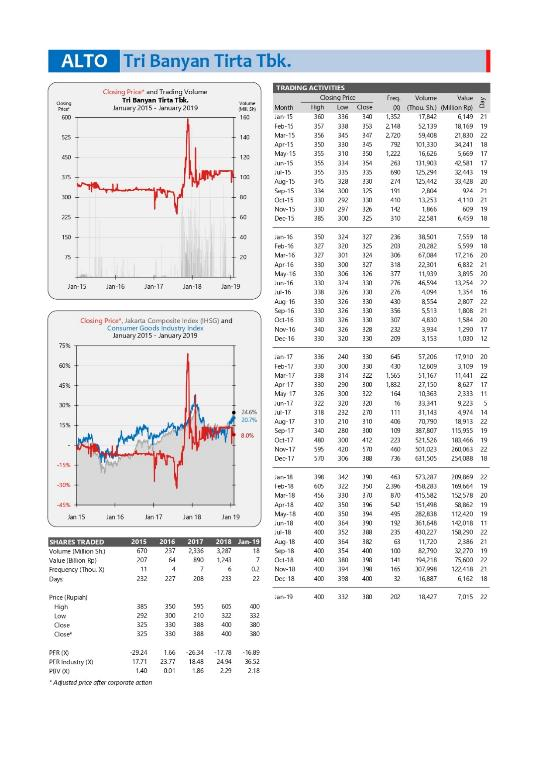 ALTO Tri Banyan Tirta Tbk.
Closing Price* and Trading Volume
Tri Banyan Tirta Tbk.
January 2015 - January 2019
Closing Price*
Volume (Mill. Sh)
600 160
525 140
450 120
375 100
300 80
225 60
150 40
75 20
Jan-15 Jan-16 Jan-17 Jan-18 Jan-19
Closing Price*, Jakarta Composite Index (IHSG) and
Consumer Goods Industry Index
January 2015 - January 2019
75%
60%
45%
30%
15%
-
-15%
-30%
-45%
24.6%
20.7%
8.0%
Jan 15 Jan 16 Jan 17 Jan 18 Jan 19
SHARES TRADED 2015 2016 2017 2018 Jan-19
Volume (Million Sh.) 670 237 2,336 3,287 18
Value (Billion Rp) 207 64 890 1,243 7
Frequency (Thou. X) 11 4 7 6 0.2
Days 232 227 208 233 22
Price (Rupiah)
High 385 350 595 605 400
Low 292 300 210 322 332
Close 325 330 388 400 380
Close* 325 330 388 400 380
PER (X) -29.24 1.66 -26.34 -17.78 -16.89
PER Industry (X) 17.71 23.77 18.48 24.94 36.52
PBV (X) 1.40 0.01 1.86 2.29 2.18
* Adjusted price after corporate action
TRADING ACTIVITIES
Closing Price Freq. Volume Value Day
Month High Low Close (X) (Thou. Sh.) (Million Rp)
Jan-15 360 336 340 1,352 17,842 6,149 21
Feb-15 357 338 353 2,148 52,139 18,169 19
Mar-15 356 345 347 2,720 59,408 21,830 22
Apr-15 350 330 345 792 101,330 34,241 18
May-15 355 310 350 1,222 16,626 5,669 17
Jun-15 355 334 354 263 131,903 42,581 17
Jul-15 355 335 335 690 125,294 32,443 19
Aug-15 345 328 330 274 125,442 33,428 20
Sep-15 334 300 325 191 2,804 924 21
Oct-15 330 292 330 410 13,253 4,110 21
Nov-15 330 297 326 142 1,866 609 19
Dec-15 385 300 325 310 22,581 6,459 18
Jan-16 350 324 327 236 38,501 7,559 18
Feb-16 327 320 325 203 20,282 5,599 18
Mar-16 327 301 324 306 67,084 17,216 20
Apr-16 330 300 327 318 22,301 6,832 21
May-16 330 306 326 377 11,939 3,895 20
Jun-16 330 324 330 276 46,594 13,254 22
Jul-16 338 326 330 276 4,094 1,354 16
Aug-16 330 326 330 430 8,554 2,807 22
Sep-16 330 326 330 356 5,513 1,808 21
Oct-16 330 326 330 307 4,830 1,584 20
Nov-16 340 326 328 232 3,934 1,290 17
Dec-16 330 320 330 209 3,153 1,030 12
Jan-17 336 240 330 645 57,206 17,910 20
Feb-17 330 300 330 430 12,609 3,109 19
Mar-17 338 314 322 1,565 51,167 11,441 22
Apr-17 330 290 300 1,882 27,150 8,627 17
May-17 326 300 322 164 10,363 2,333 11
Jun-17 322 320 320 16 33,341 9,223 5
Jul-17 318 232 270 111 31,143 4,974 14
Aug-17 310 210 310 406 70,790 18,913 22
Sep-17 340 280 300 109 387,807 115,955 19
Oct-17 480 300 412 223 521,526 183,466 19
Nov-17 595 420 570 460 501,023 260,063 22
Dec-17 570 306 388 736 631,505 254,088 18
Jan-18 398 342 390 463 573,287 209,869 22
Feb-18 605 322 350 2,396 458,283 169,664 19
Mar-18 456 330 370 870 415,582 152,578 20
Apr-18 402 350 396 542 151,498 58,862 19
May-18 400 350 495 282,838 112,420 19
Jun-18 400 364 390 192 361,648 142,018 11
Jul-18 400 352 388 235 430,227 158,290 22
Aug-18 400 364 382 63 11,720 2,386 21
Sep-18 400 354 400 100 82,790 32,270 19
Oct-18 400 380 398 141 194,218 75,600 22
Nov-18 400 394 398 165 307,998 122,418 21
Dec-18 400 398 400 32 16,887 6,162 18
Jan-19 400 332 380 202 18,427 7,015 22